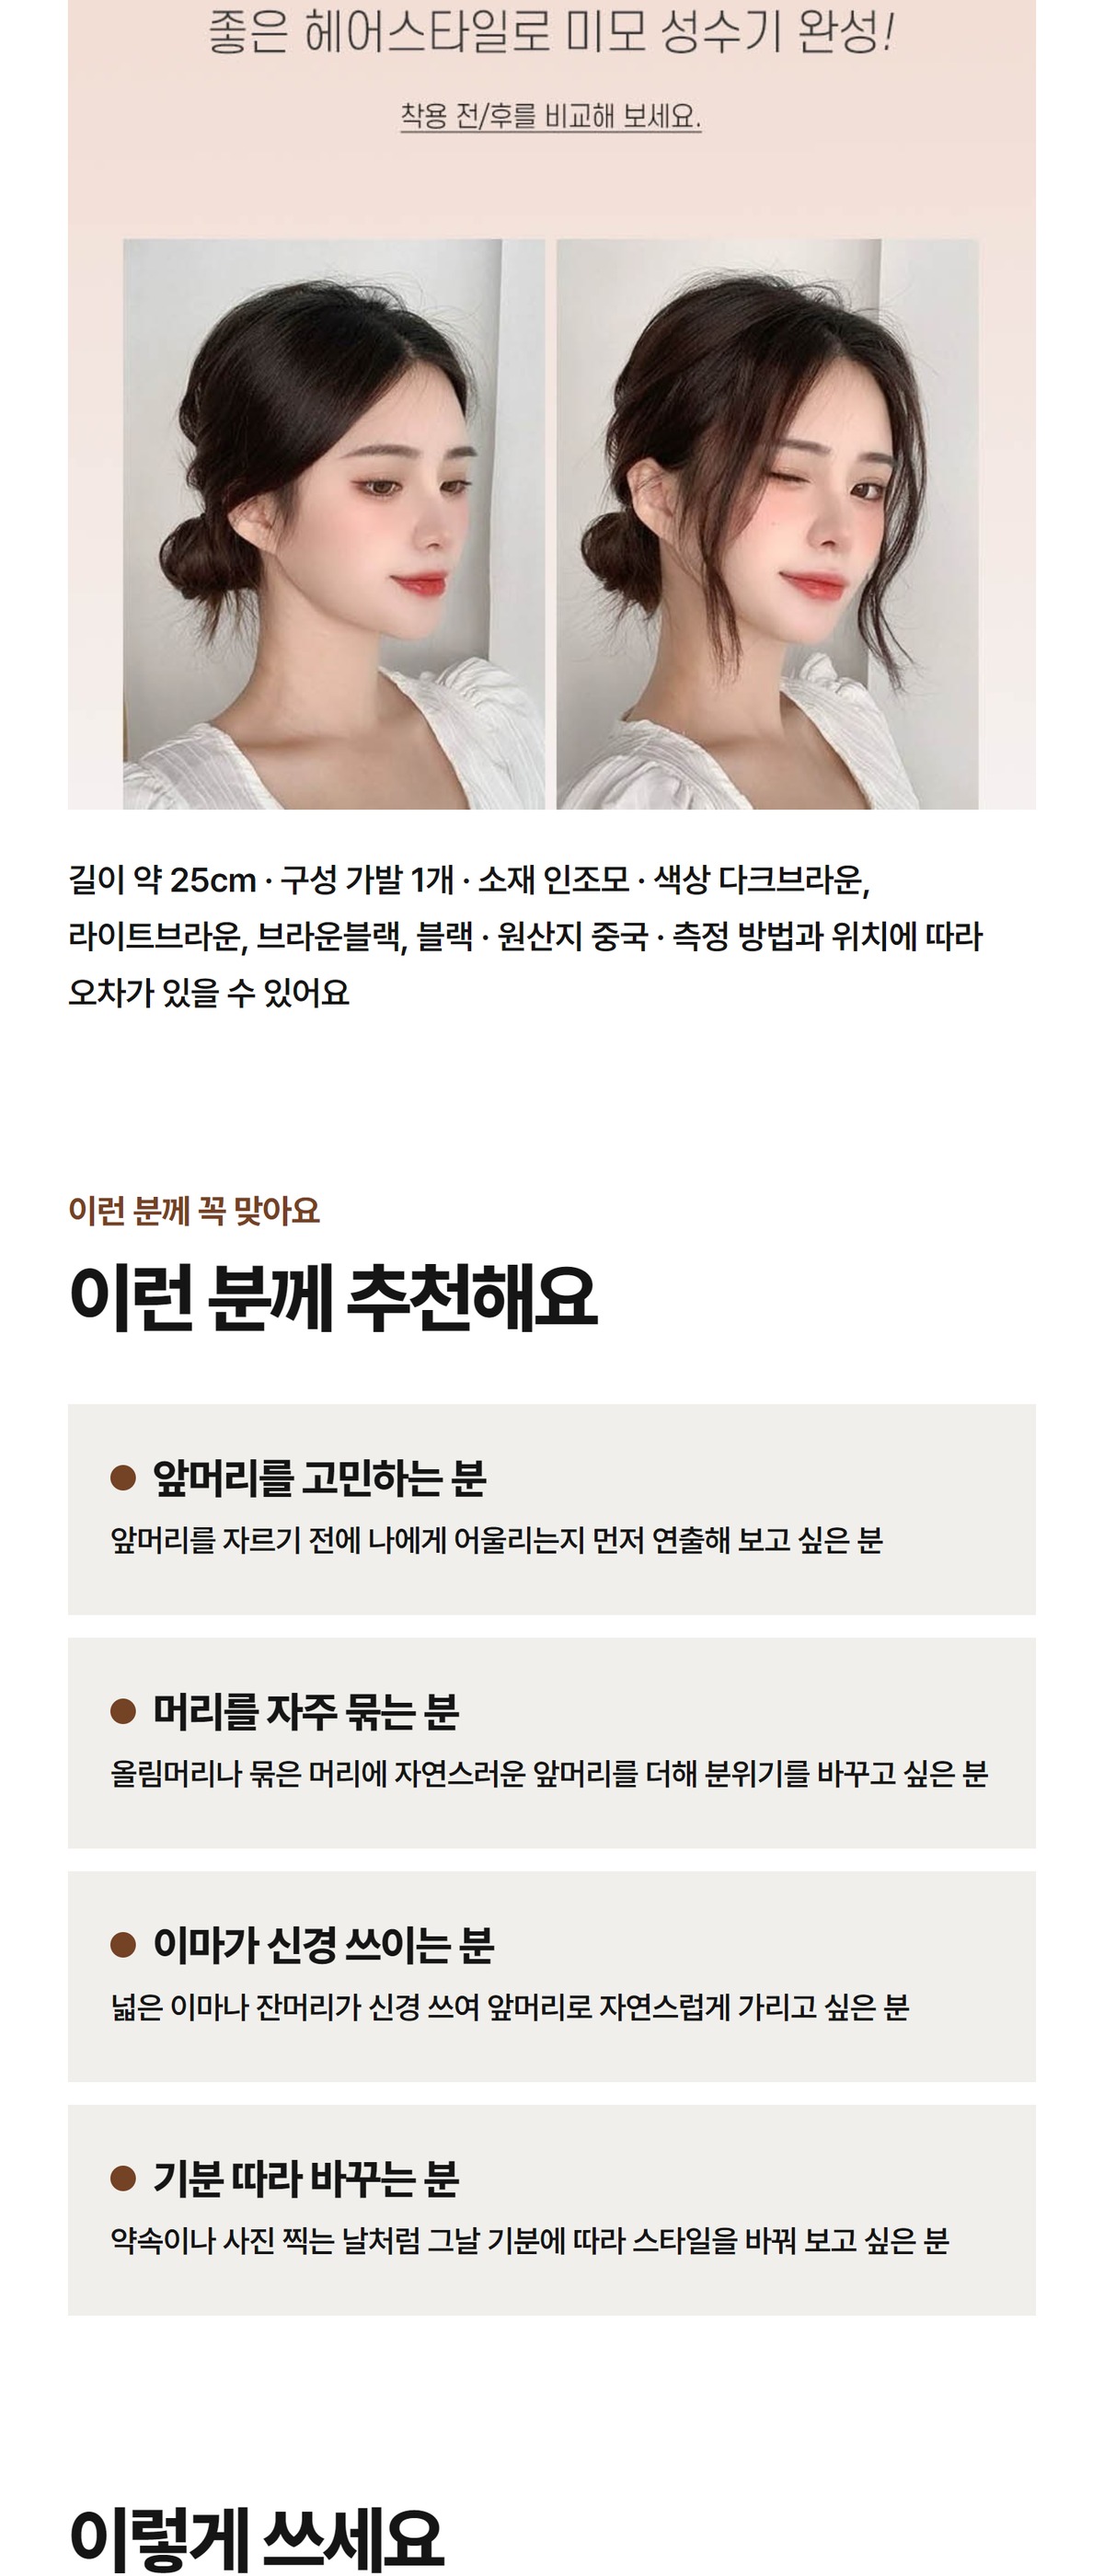 좋은 헤어스타일로 미모 성수기 완성!
착용 전/후를 비교해 보세요.
길이 약 25cm · 구성 가발 1개 · 소재 인조모 · 색상 다크브라운,
라이트브라운, 브라운블랙, 블랙 · 원산지 중국 · 측정 방법과 위치에 따라
오차가 있을 수 있어요
이런 분께 꼭 맞아요
이런 분께 추천해요
앞머리를 고민하는 분
앞머리를 자르기 전에 나에게 어울리는지 먼저 연출해 보고 싶은 분
머리를 자주 묶는 분
올림머리나 묶은 머리에 자연스러운 앞머리를 더해 분위기를 바꾸고 싶은 분
이마가 신경 쓰이는 분
넓은 이마나 잔머리가 신경 쓰여 앞머리로 자연스럽게 가리고 싶은 분
기분 따라 바꾸는 분
약속이나 사진 찍는 날처럼 그날 기분에 따라 스타일을 바꿔 보고 싶은 분
이렇게 쓰세요